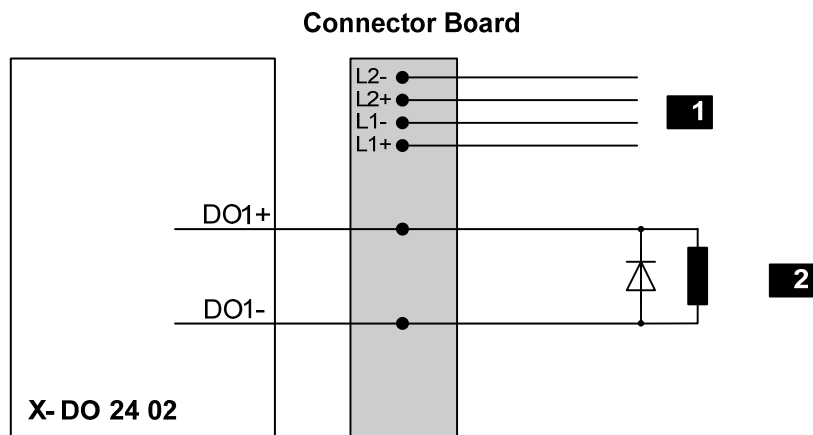 Connector Board
L2-
L2+
L1-
L1+
1
DO1+
2
DO1-
X- DO 24 02